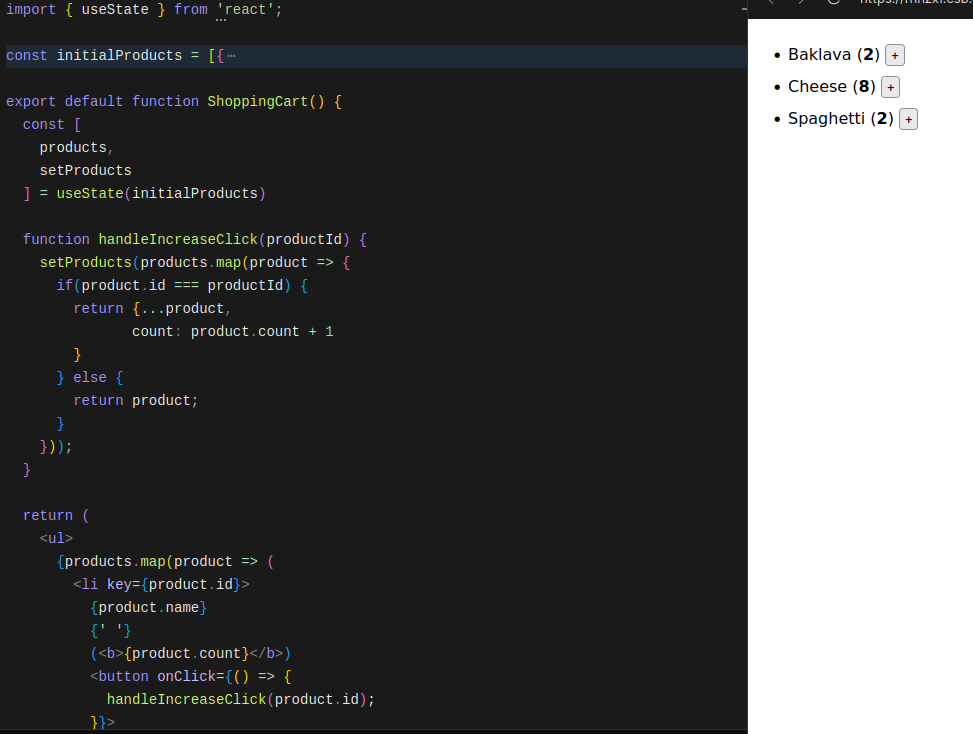 import { useState } from 'react';
const initialProducts = [{⋯
export default function ShoppingCart() {
  const [
    products,
    setProducts
  ] = useState(initialProducts)
  function handleIncreaseClick(productId) {
    setProducts(products.map(product => {
      if(product.id === productId) {
        return {...product,
               count: product.count + 1
        }
      } else {
        return product;
      }
    }));
  }
  return (
    <ul>
      {products.map(product => (
        <li key={product.id}>
          {product.name}
          {' '}
          (<b>{product.count}</b>)
          <button onClick={() => {
            handleIncreaseClick(product.id);
          }}>
• Baklava (2) +
• Cheese (8) +
• Spaghetti (2) +